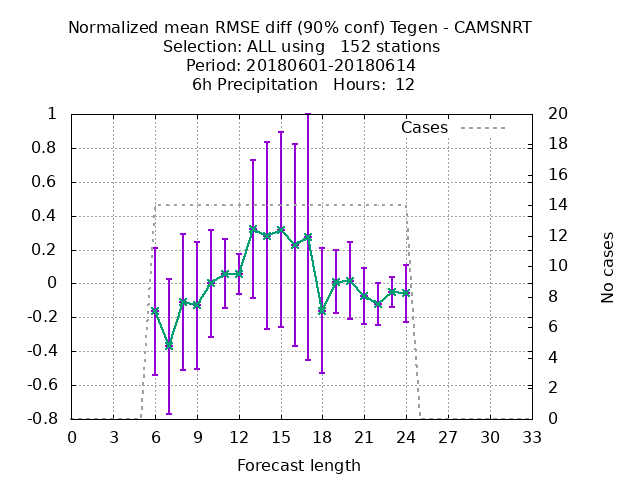 Normalized mean RMSE diff (90% conf) Tegen - CAMSNRT
Selection: ALL using   152 stations
Period: 20180601-20180614
6h Precipitation   Hours:  12
Cases
1
0.8
0.6
0.4
0.2
0
-0.2
-0.4
-0.6
-0.8
20
18
16
14
12
10
8
6
4
2
0
No cases
0 3 6 9 12 15 18 21 24 27 30 33
Forecast length